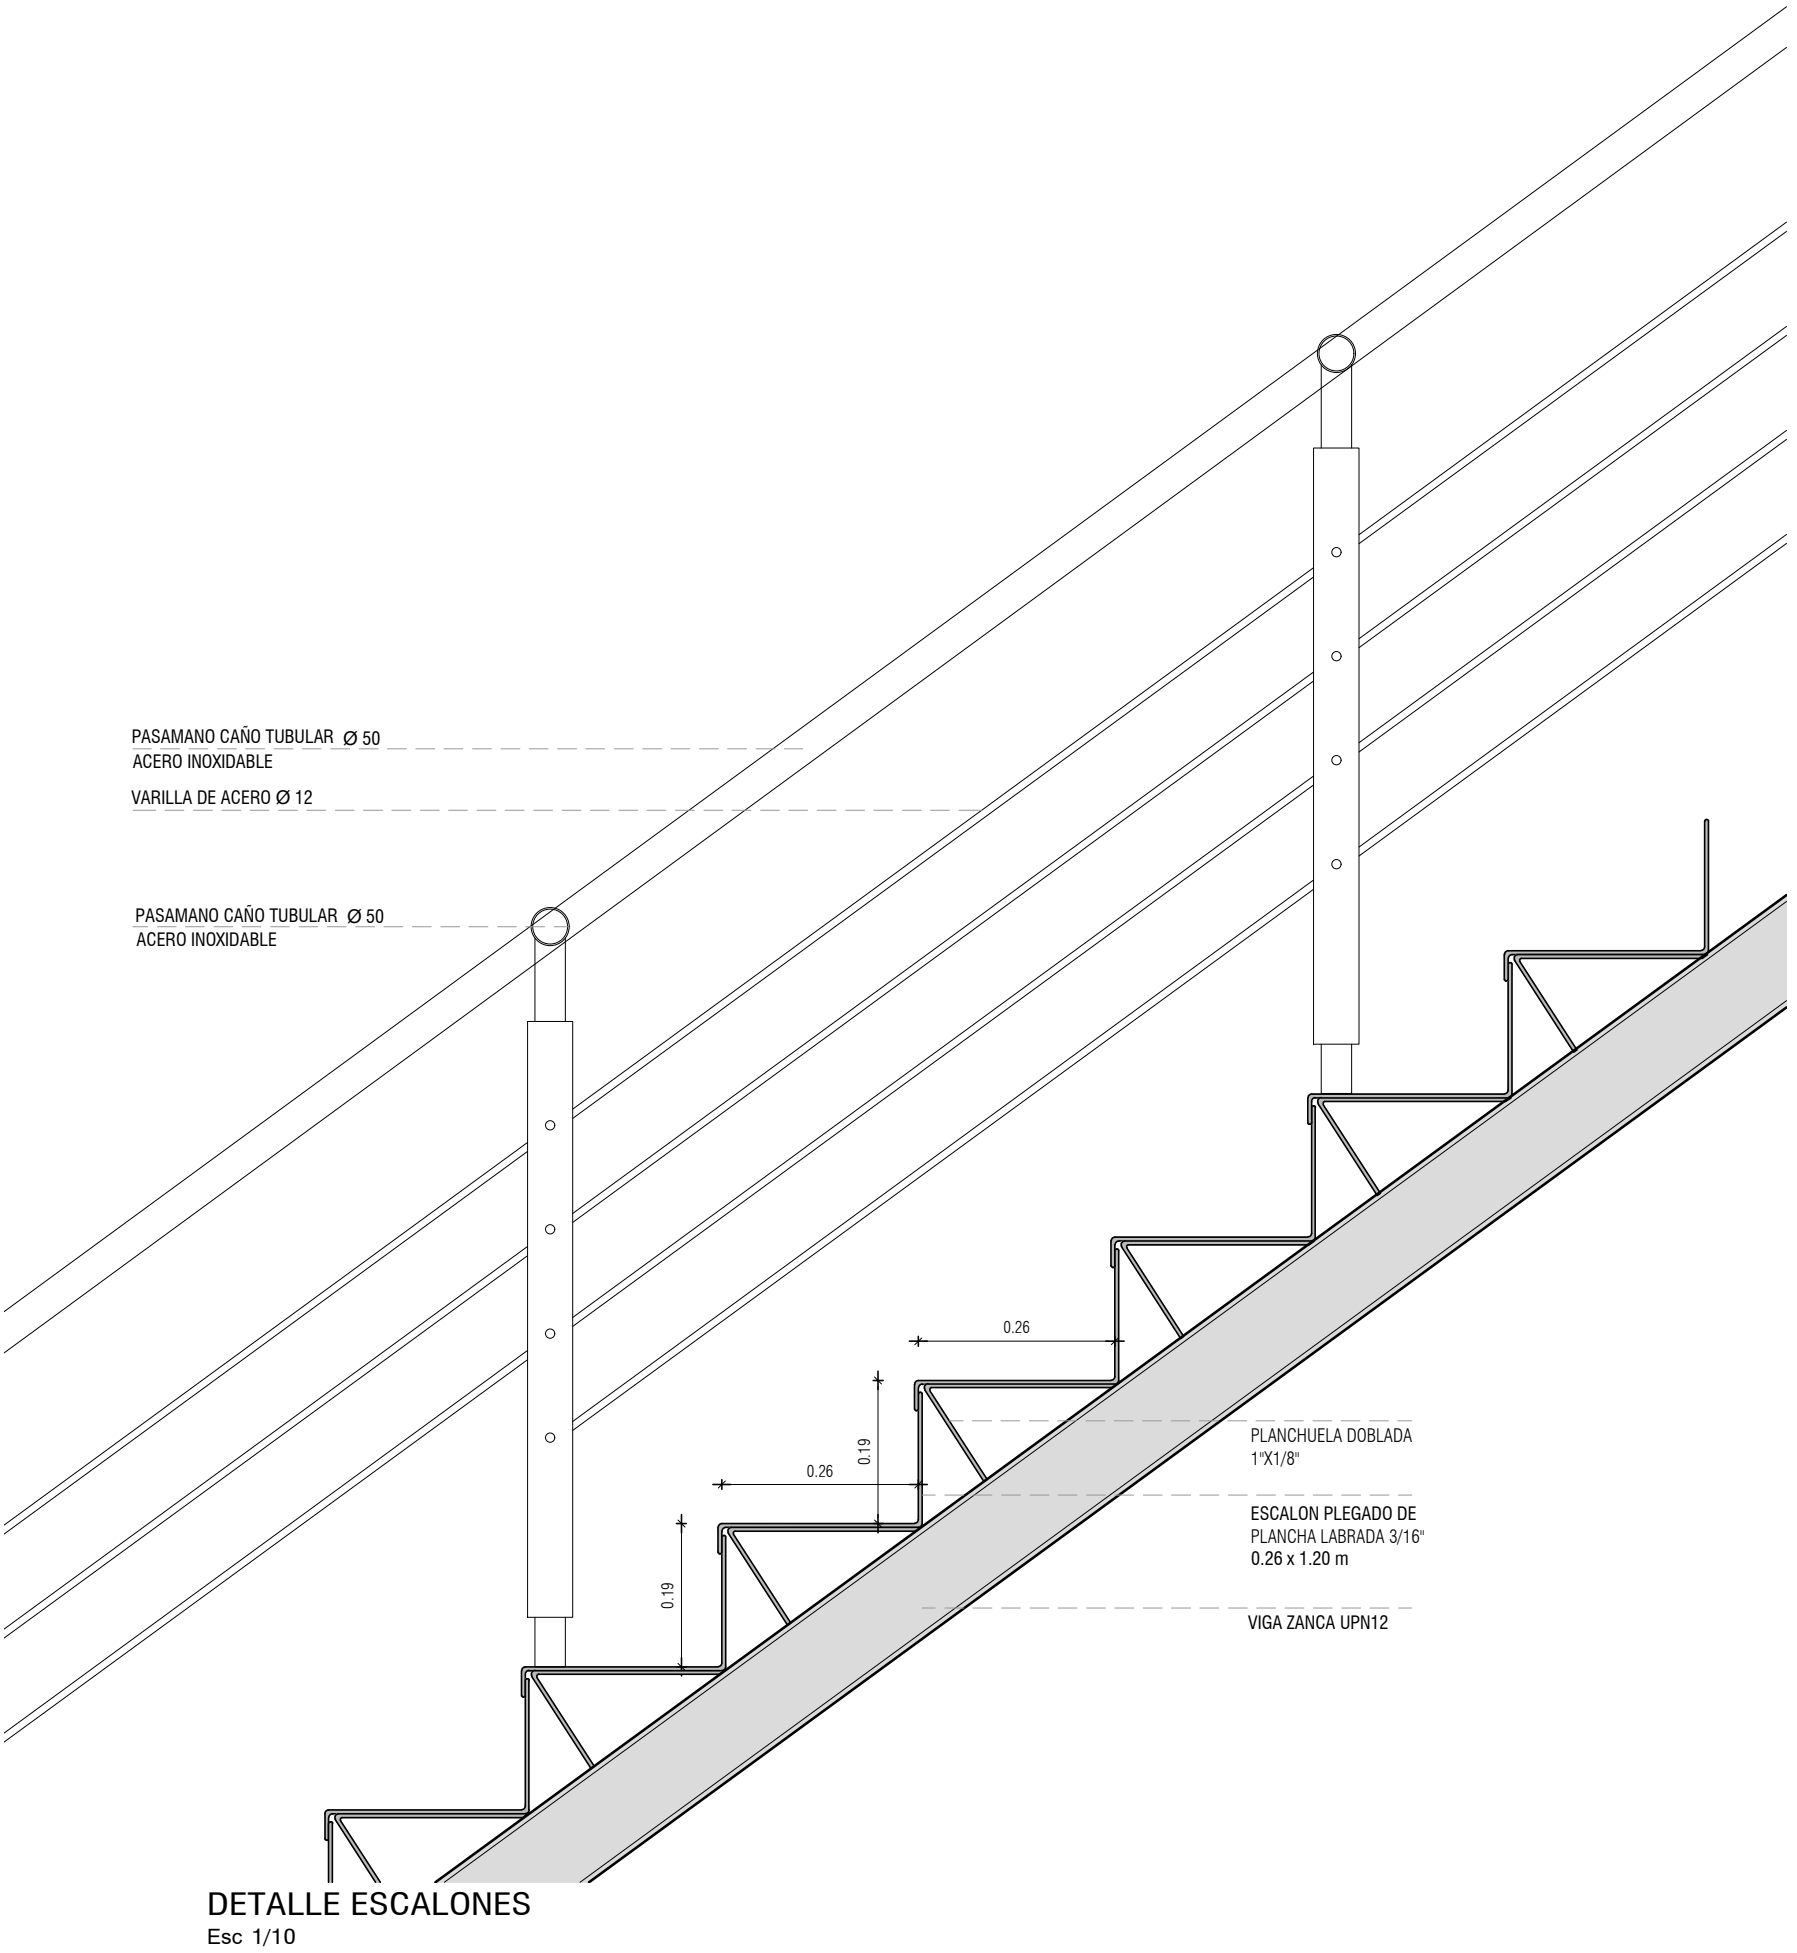 PASAMANO CAÑO TUBULAR Ø 50
ACERO INOXIDABLE
VARILLA DE ACERO Ø 12
PASAMANO CAÑO TUBULAR Ø 50
ACERO INOXIDABLE
0.26
0.19
0.26
0.19
PLANCHUELA DOBLADA
1"X1/8"
ESCALON PLEGADO DE
PLANCHA LABRADA 3/16"
0.26 x 1.20 m
VIGA ZANCA UPN12
DETALLE ESCALONES
Esc 1/10